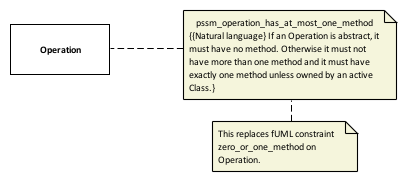 Operation
pssm_operation_has_at_most_one_method
{{Natural language} If an Operation is abstract, it
must have no method. Otherwise it must not
have more than one method and it must have
exactly one method unless owned by an active
Class.}
This replaces fUML constraint
zero_or_one_method on
Operation.